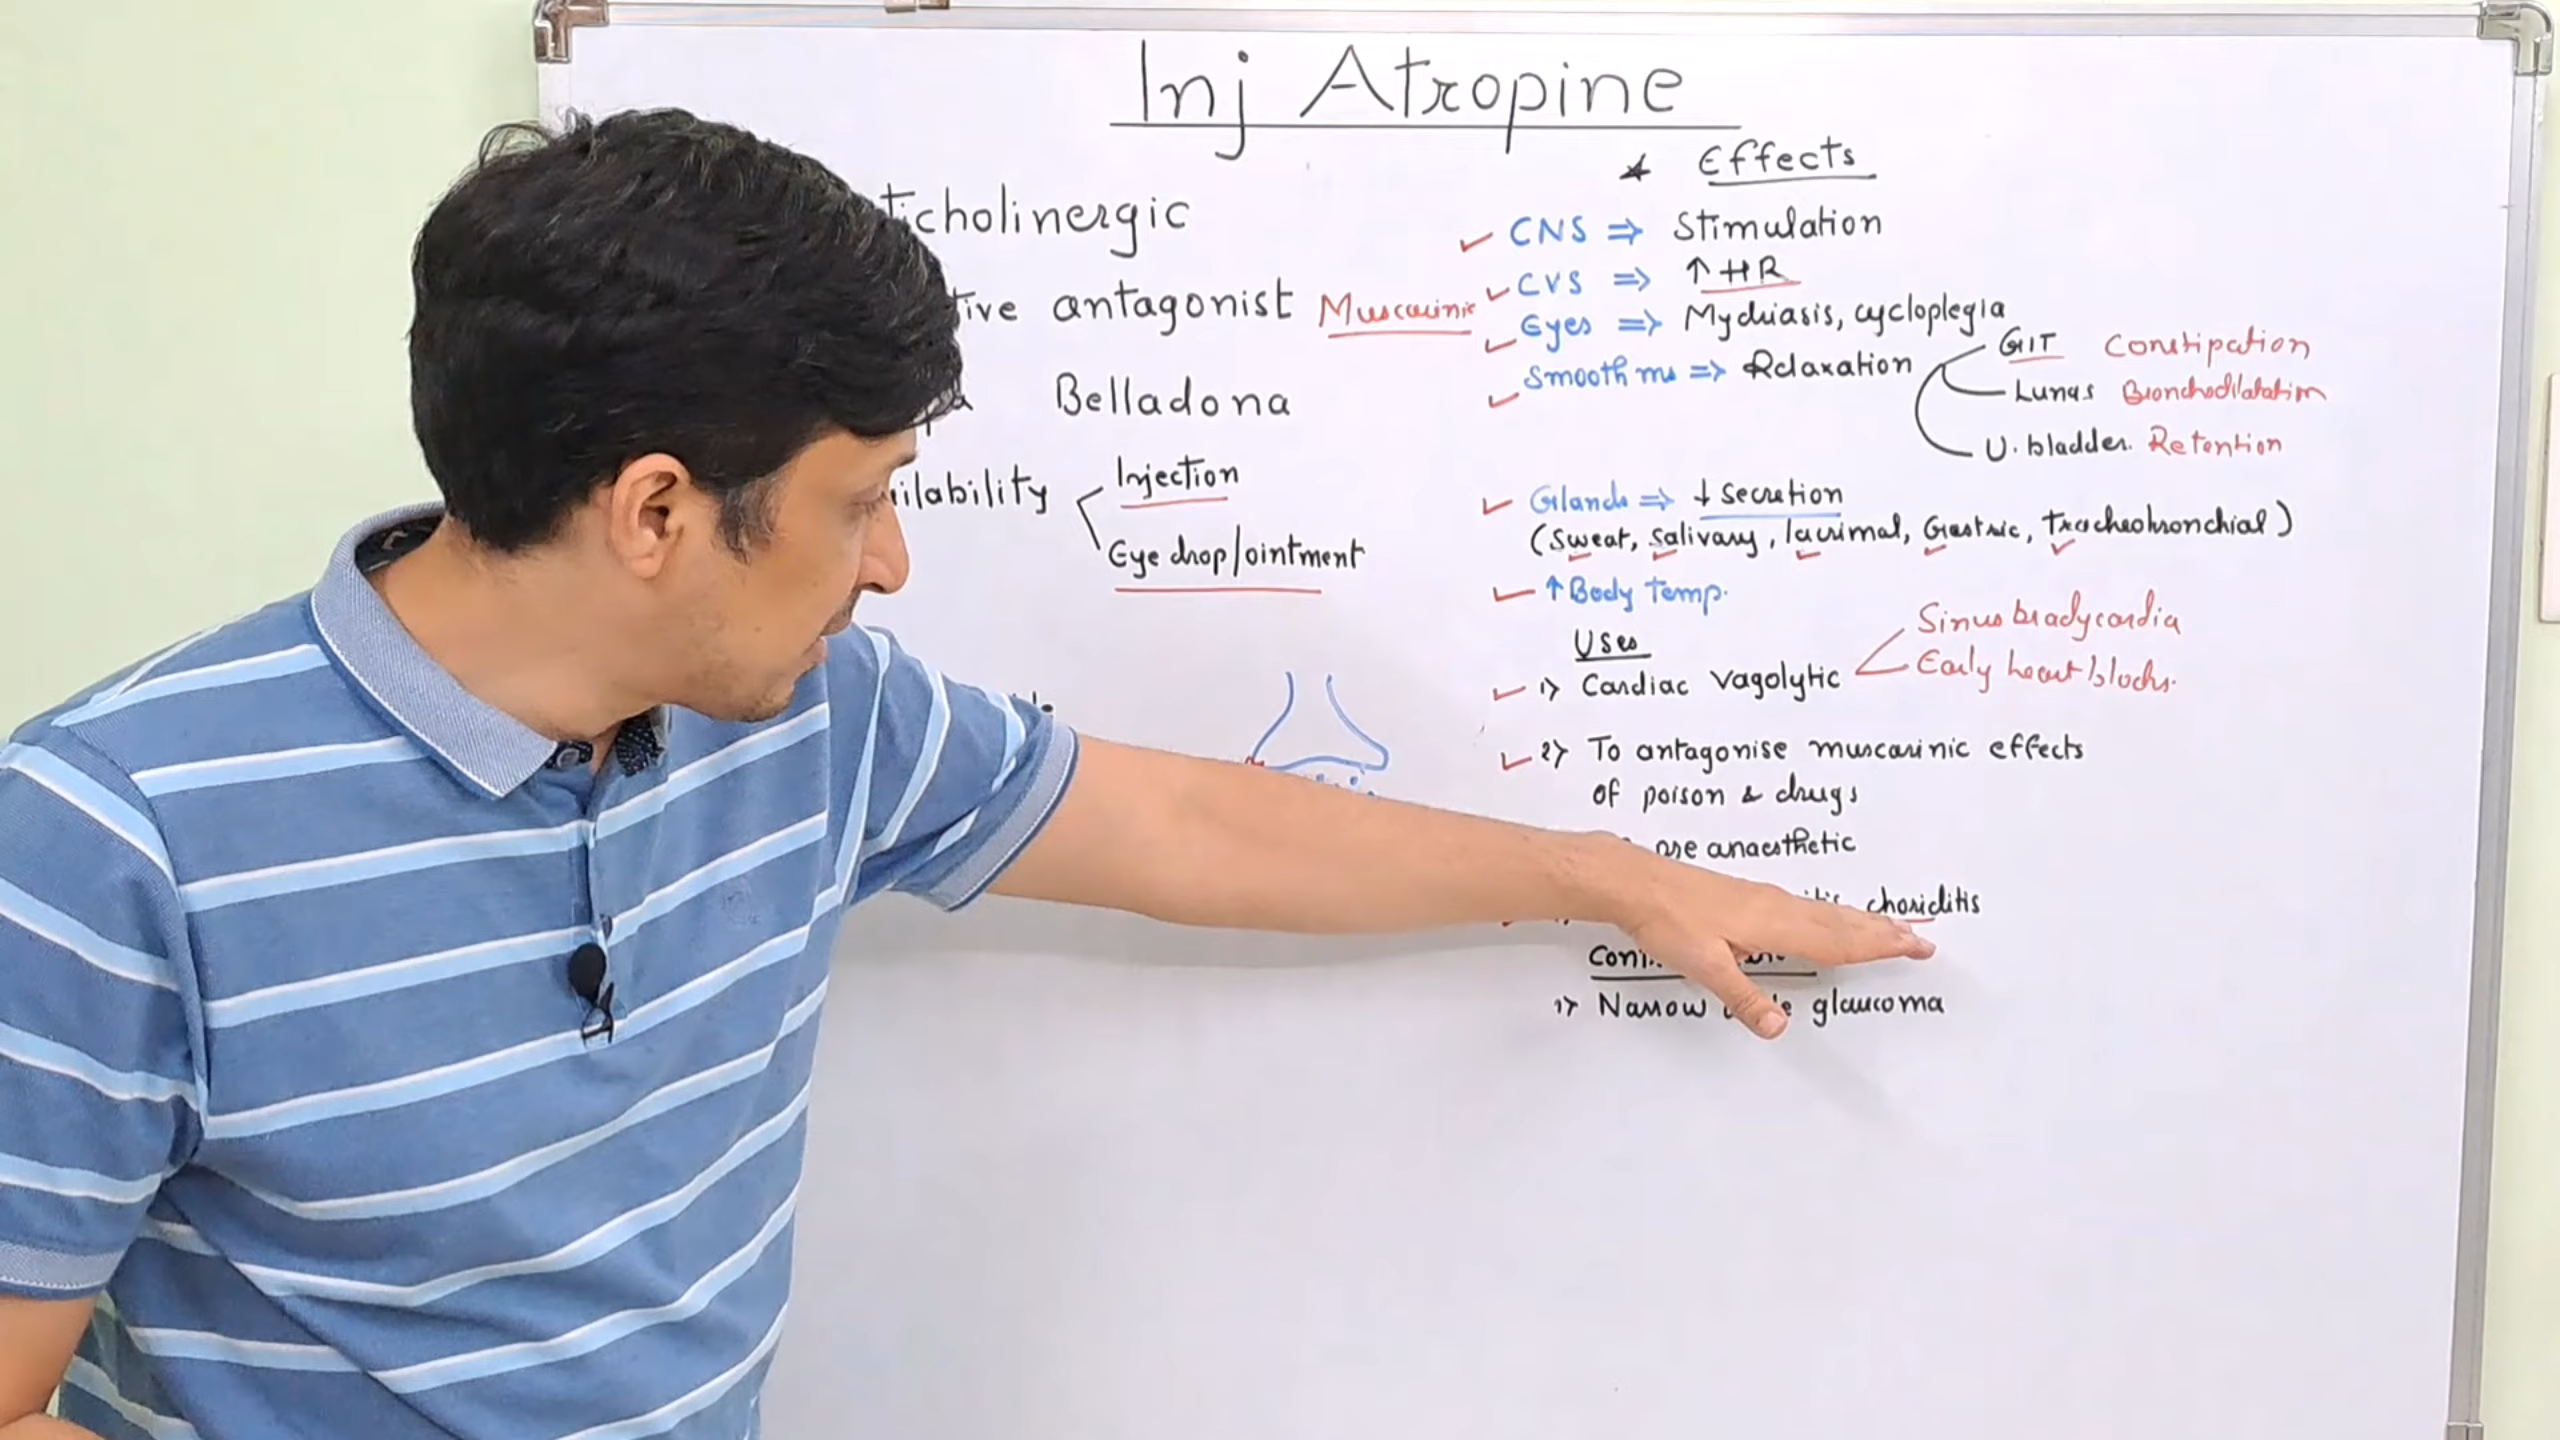 Inj Atropine
ticholinergic
tive antagonist Muscarinic
Belladona
ilability
Injection
Eye drop/ointment
* Effects
CNS ⇒ Stimulation
CVS ⇒ ↑ HR
Eyes ⇒ Mydriasis, cycloplegia
Smooth ms ⇒ Relaxation
GIT Constipation
Lungs Bronchodilatation
U. bladder. Retention
Glands ⇒ ↓ Secretion
(Sweat, Salivary, lacrimal, Gastric, tracheobronchial)
↑ Body Temp.
Uses
1) Cardiac vagolytic
Sinus bradycardia
Early heart blocks.
2) To antagonise muscarinic effects
of poison & drugs
anaesthetic
choriditis
1) Narrow glaucoma